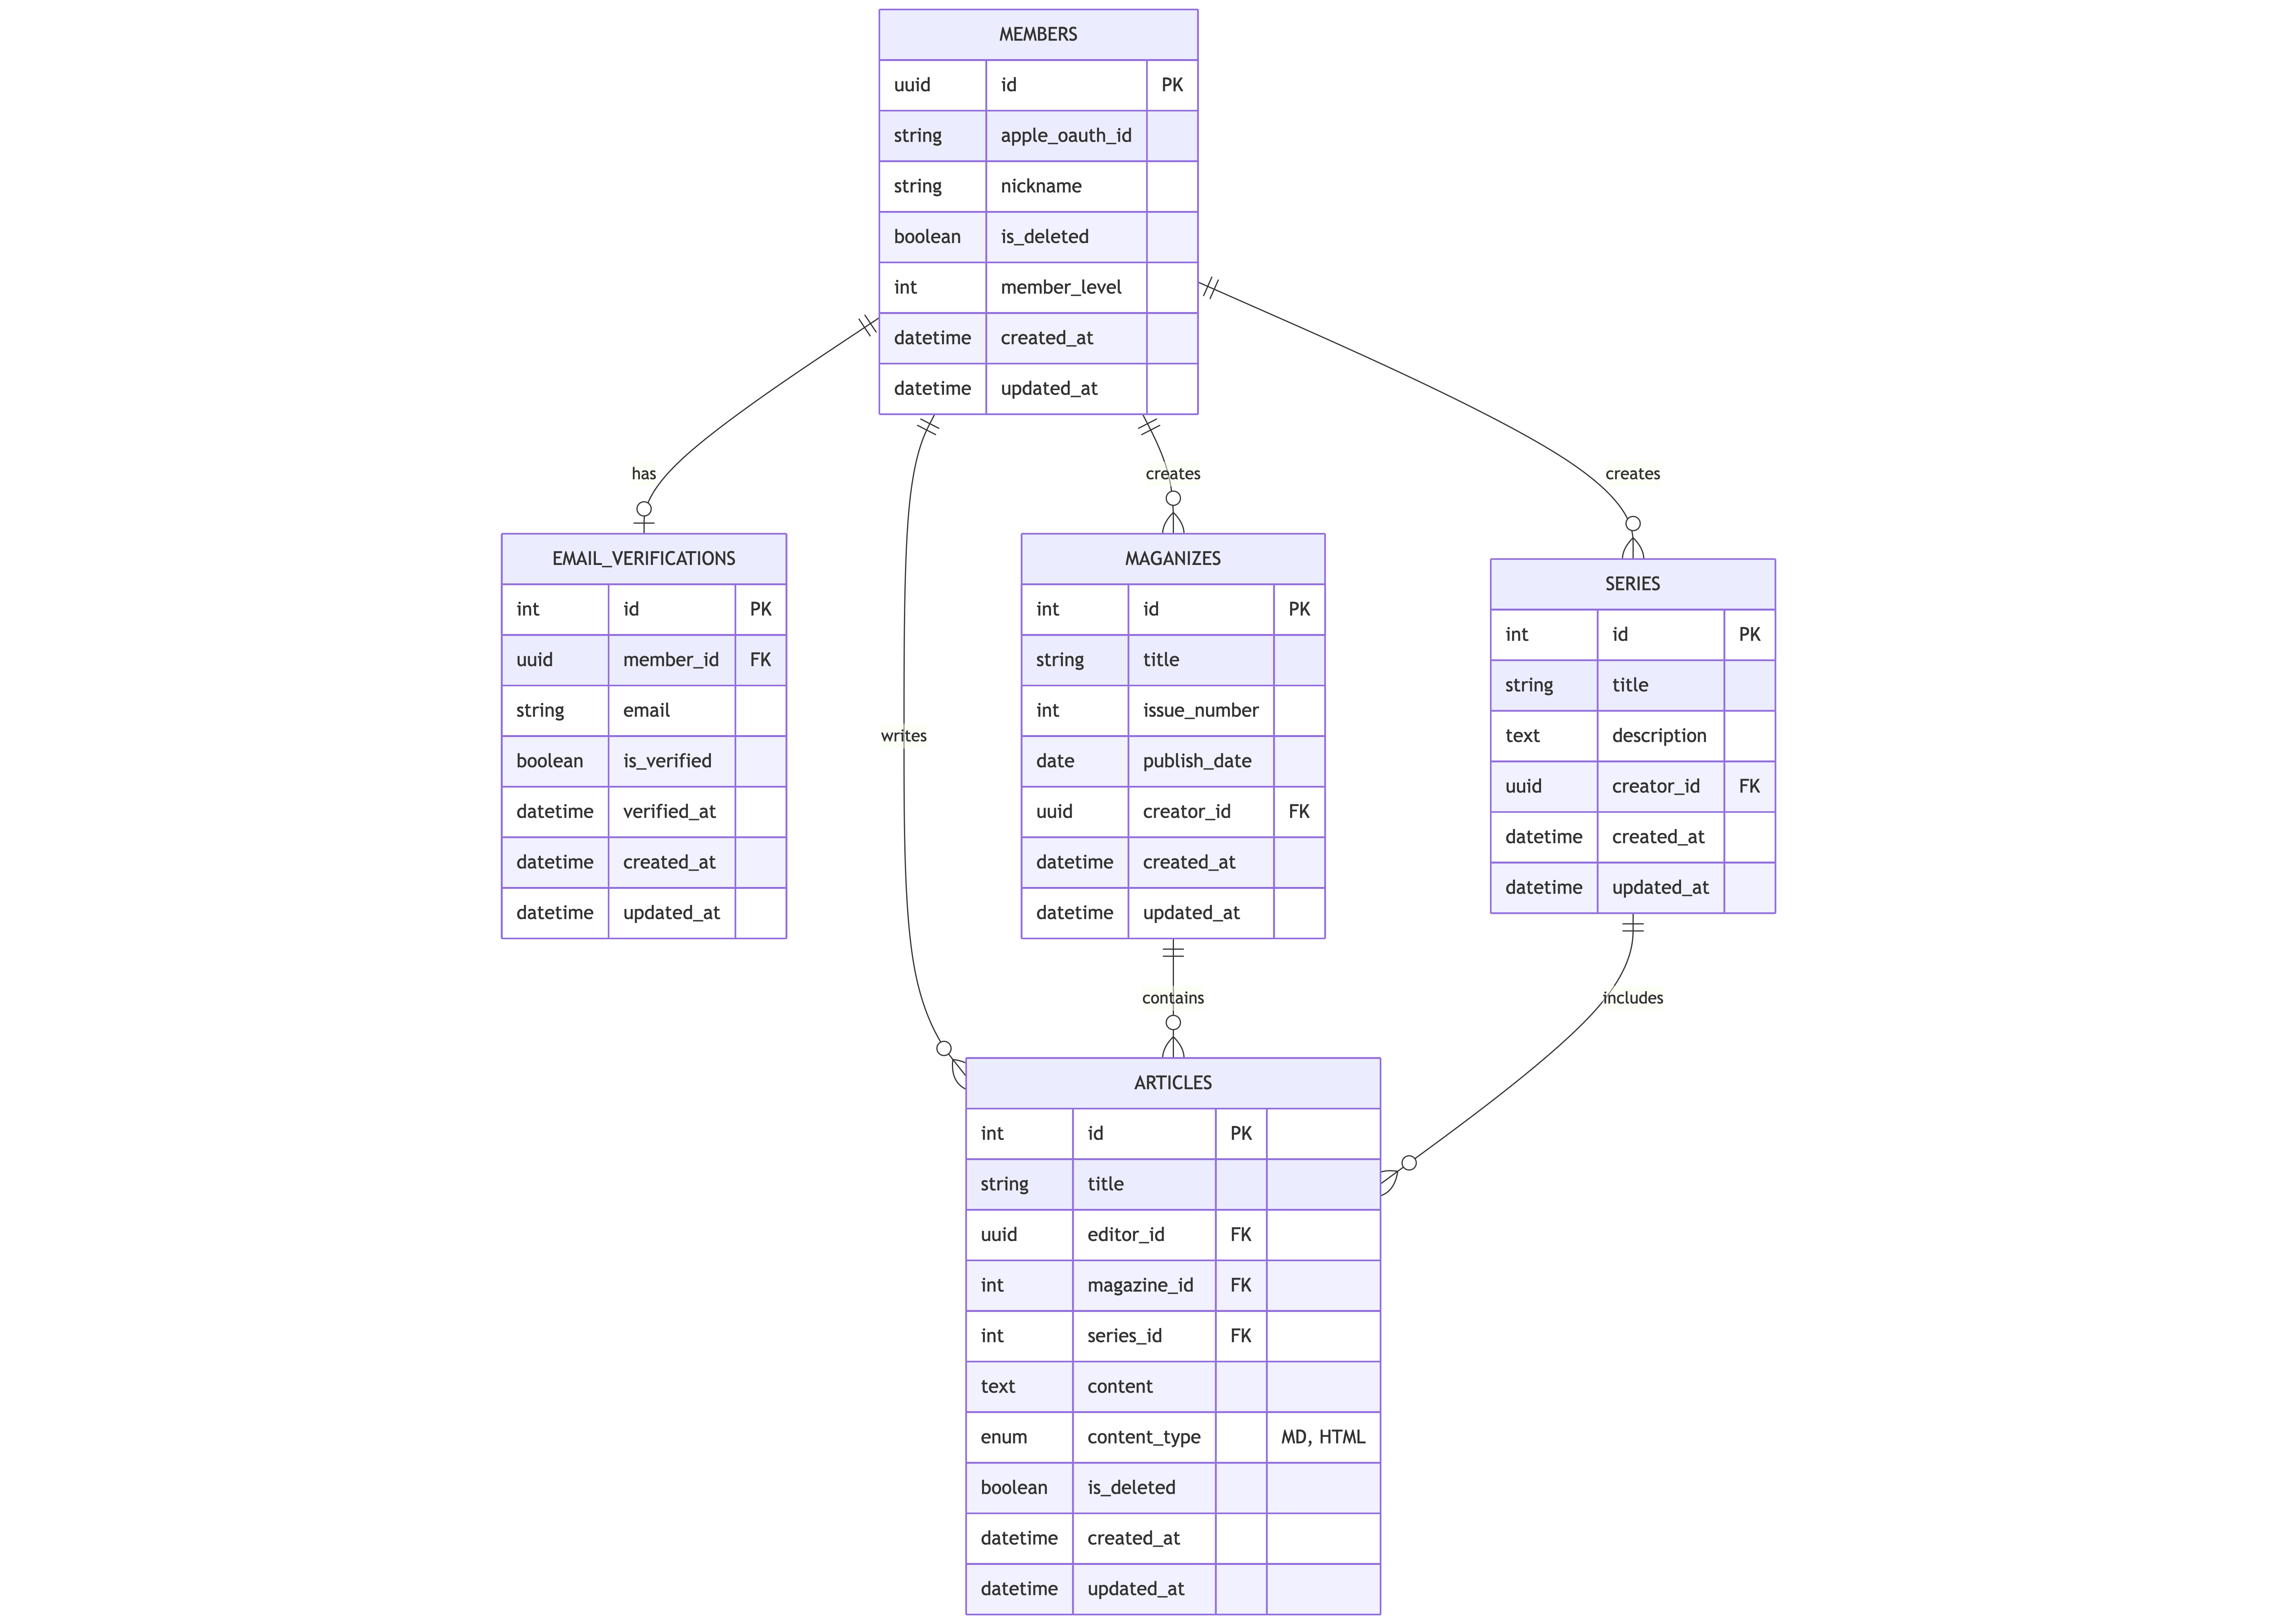 MEMBERS
uuid id PK
string apple_oauth_id
string nickname
boolean is_deleted
int member_level
datetime created_at
datetime updated_at
has
creates
creates
EMAIL_VERIFICATIONS
int id PK
uuid member_id FK
string email
boolean is_verified
datetime verified_at
datetime created_at
datetime updated_at
MAGANIZES
int id PK
string title
int issue_number
date publish_date
uuid creator_id FK
datetime created_at
datetime updated_at
SERIES
int id PK
string title
text description
uuid creator_id FK
datetime created_at
datetime updated_at
writes
contains
includes
ARTICLES
int id PK
string title
uuid editor_id FK
int magazine_id FK
int series_id FK
text content
enum content_type MD, HTML
boolean is_deleted
datetime created_at
datetime updated_at